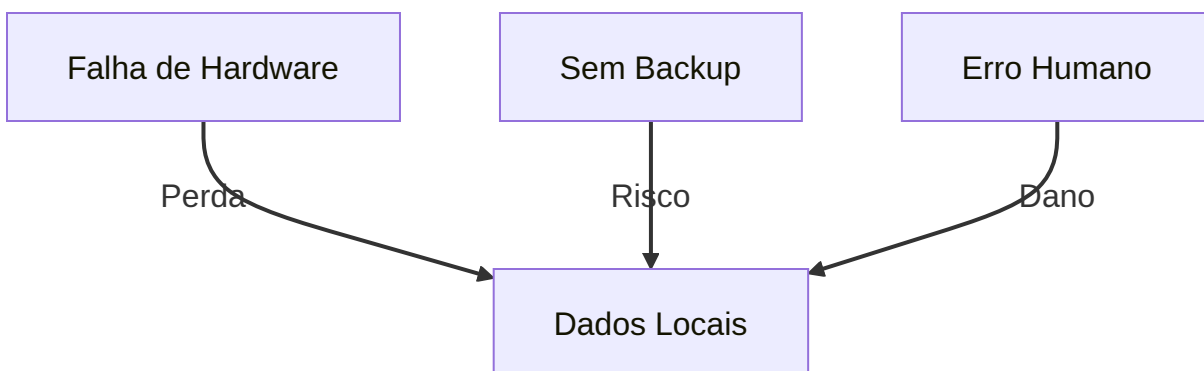 Falha de Hardware
Sem Backup
Erro Humano
Perda
Risco
Dano
Dados Locais